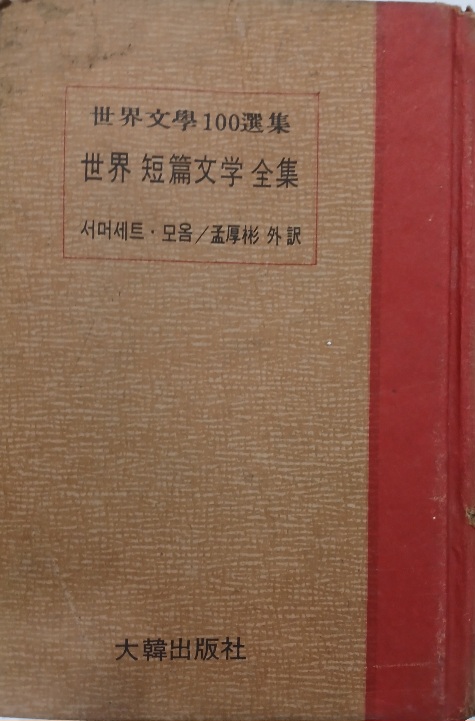 世界文學100選集
世界 短篇文学 全集
서머세트·모옴/孟厚彬 外 訳
大韓出版社